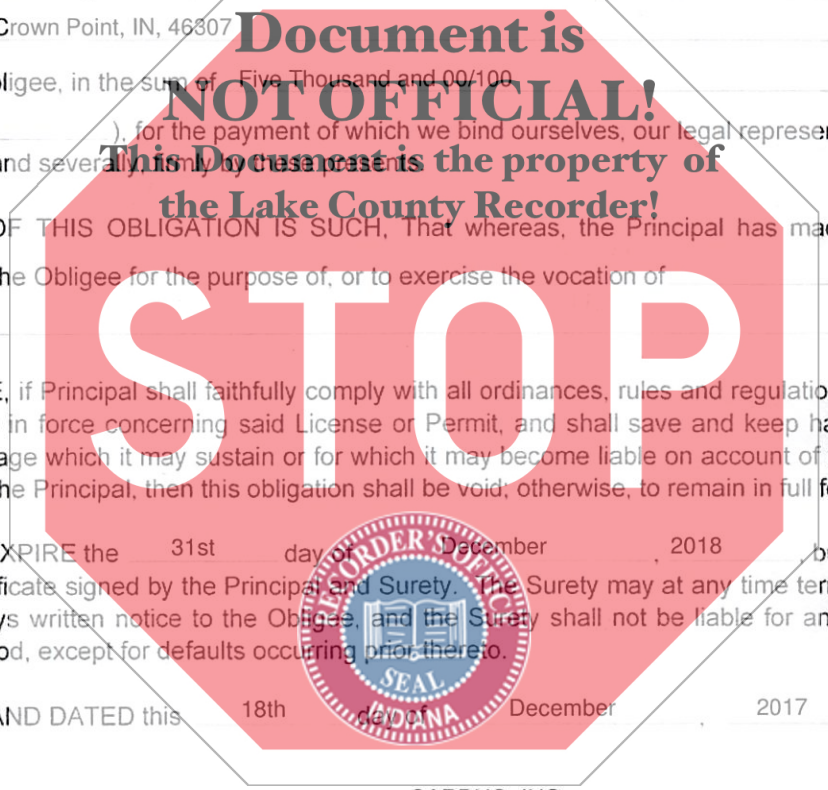 Crown Point, IN, 46307
Document is
ligee, in the sum of Five Thousand and 00/100
NOT OFFICIAL!
), for the payment of which we bind ourselves, our legal represen
nd severally, firmly by these presents.
This Document is the property of
the Lake County Recorder!
OF THIS OBLIGATION IS SUCH, That whereas, the Principal has mad
he Obligee for the purpose of, or to exercise the vocation of
STOP
E, if Principal shall faithfully comply with all ordinances, rules and regulatio
in force concerning said License or Permit, and shall save and keep ha
age which it may sustain or for which it may become liable on account of
he Principal, then this obligation shall be void; otherwise, to remain in full f
XPIRE the 31st day of December , 2018 , b
ficate signed by the Principal and Surety. The Surety may at any time ter
ys written notice to the Obligee, and the Surety shall not be liable for an
od, except for defaults occurring prior thereto.
RECORDER'S OFFICE
SEAL
INDIANA
AND DATED this 18th day of December , 2017